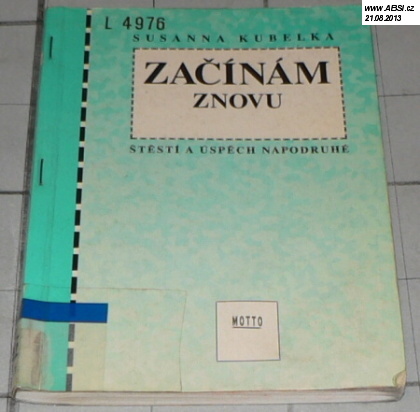 www.ABSI.cz
21.08.2013
L 4976
SUSANNA KUBELKA
ZAČÍNÁM
ZNOVU
ŠTĚSTÍ A ÚSPĚCH NAPODRUHÉ
MOTTO